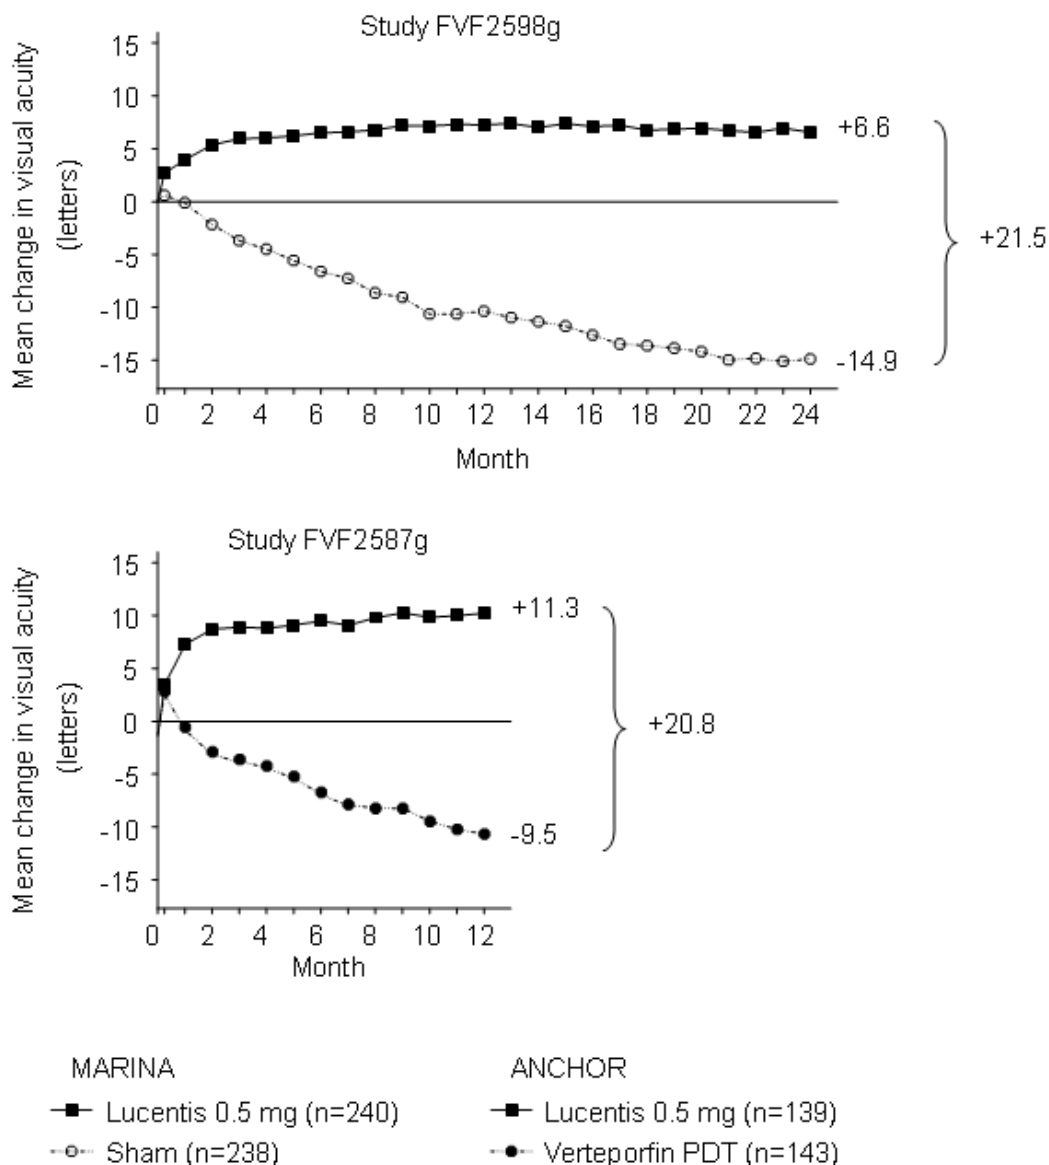 Study FVF2598g
Mean change in visual acuity
(letters)
15
10
5
0
-5
-10
-15
+6.6
-14.9
+21.5
0 2 4 6 8 10 12 14 16 18 20 22 24
Month
Study FVF2587g
Mean change in visual acuity
(letters)
15
10
5
0
-5
-10
-15
+11.3
-9.5
+20.8
0 2 4 6 8 10 12
Month
MARINA
Lucentis 0.5 mg (n=240)
Sham (n=238)
ANCHOR
Lucentis 0.5 mg (n=139)
Verteporfin PDT (n=143)